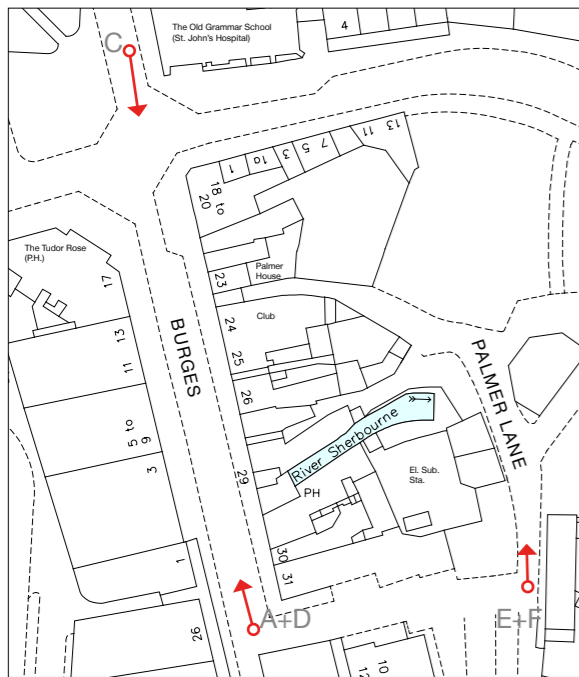 The Old Grammar School
(St. John's Hospital)
4
C
13
11
7 5
3
1a
1
18 to
20
The Tudor Rose
(P.H.)
17
Palmer
House
23
Club
24
25
26
BURGES
PALMER LANE
13
11
5 to 9
3
River Sherbourne
29
El. Sub.
Sta.
PH
30
31
1
A+D
E+F
26
10
12